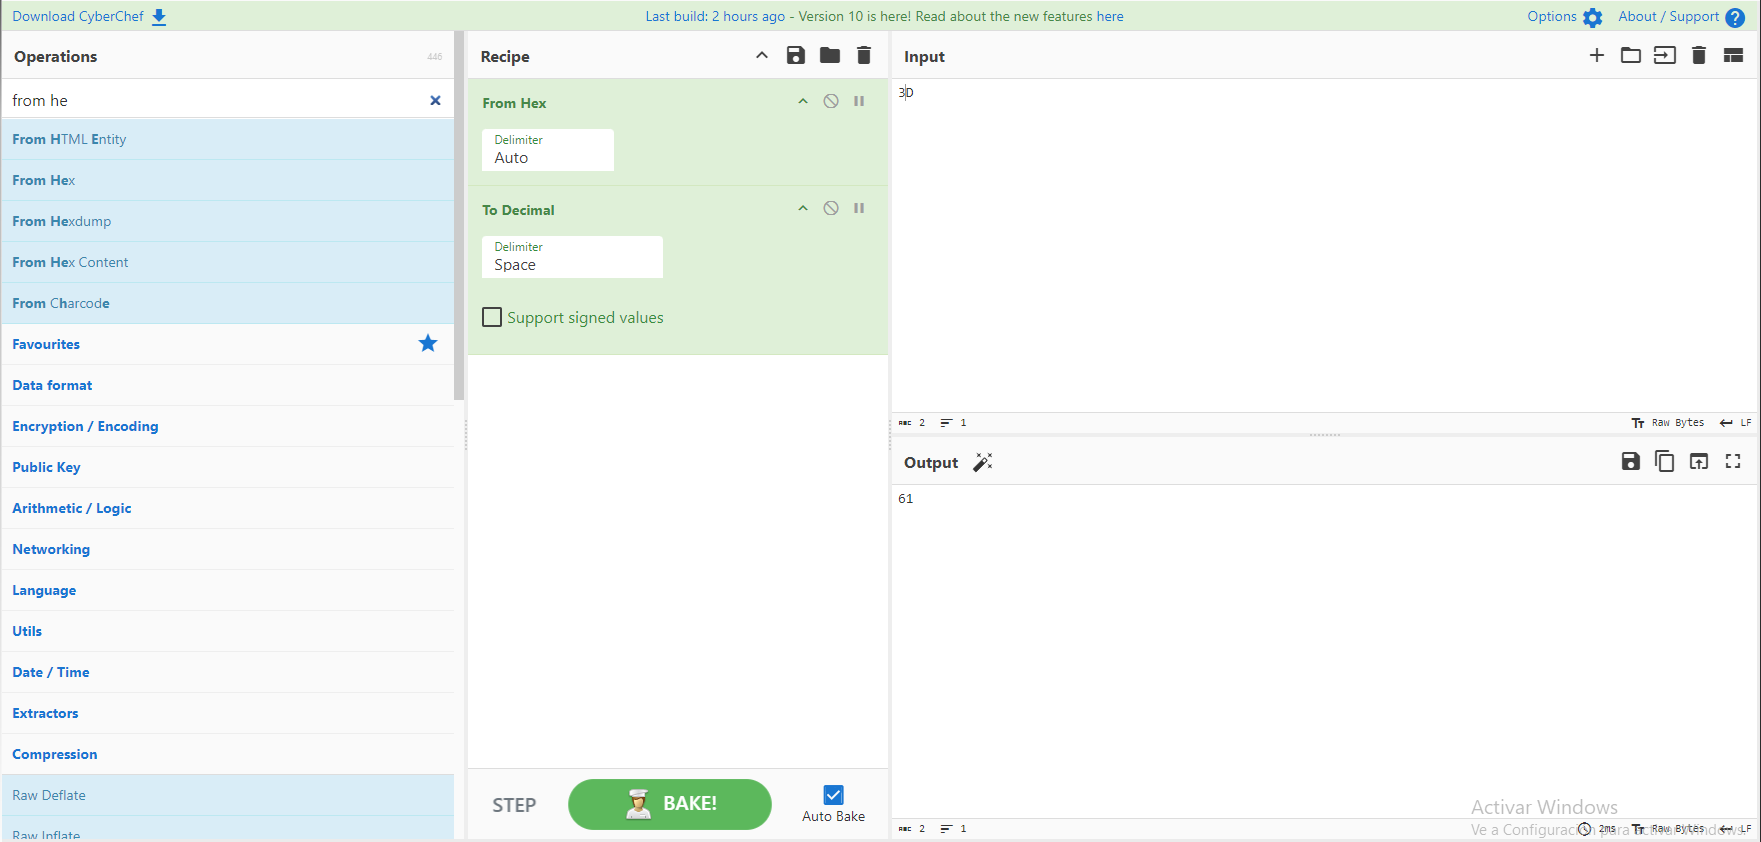 Download CyberChef
Last build: 2 hours ago - Version 10 is here! Read about the new features here
Options
About / Support
Operations
446
from he
From HTML Entity
From Hex
From Hexdump
From Hex Content
From Charcode
Favourites
Data format
Encryption / Encoding
Public Key
Arithmetic / Logic
Networking
Language
Utils
Date / Time
Extractors
Compression
Raw Deflate
Raw Inflate
Recipe
From Hex
Delimiter
Auto
To Decimal
Delimiter
Space
Support signed values
STEP
BAKE!
Auto Bake
Input
3D
ABC 2 1
Raw Bytes LF
Output
61
ABC 2 1
2ms Raw Bytes LF
Activar Windows
Ve a Configuración para activar Windows.